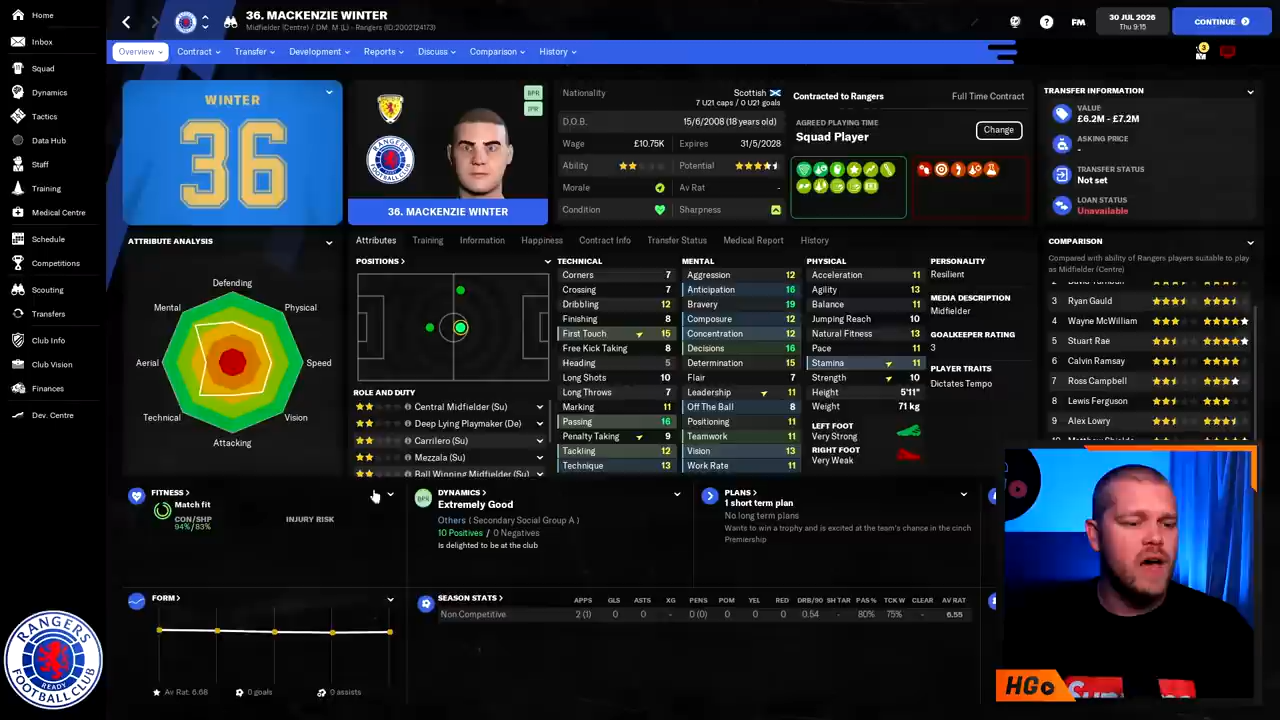 Home
36. MACKENZIE WINTER
Midfielder (Centre) / DM, M (L) - Rangers (ID:2002124173)
FM
30 JUL 2026
Thu 9:15
CONTINUE
Inbox
Squad
Dynamics
Tactics
Data Hub
Staff
Training
Medical Centre
Schedule
Competitions
Scouting
Transfers
Club Info
Club Vision
Finances
Dev. Centre
Overview
Contract
Transfer
Development
Reports
Discuss
Comparison
History
3
WINTER
36
36. MACKENZIE WINTER
Nationality
Scottish
7 U21 caps / 0 U21 goals
D.O.B.
15/6/2008 (18 years old)
Wage £10.75K Expires 31/5/2028
Ability Potential
Morale Av Rat -
Condition Sharpness
Contracted to Rangers
Full Time Contract
AGREED PLAYING TIME
Squad Player
Change
TRANSFER INFORMATION
VALUE
£6.2M - £7.2M
ASKING PRICE
-
TRANSFER STATUS
Not set
LOAN STATUS
Unavailable
ATTRIBUTE ANALYSIS
Defending
Mental
Physical
Aerial
Speed
Technical
Vision
Attacking
Attributes
Training
Information
Happiness
Contract Info
Transfer Status
Medical Report
History
POSITIONS
ROLE AND DUTY
Central Midfielder (Su)
Deep Lying Playmaker (De)
Carrilero (Su)
Mezzala (Su)
Ball Winning Midfielder (Su)
TECHNICAL
Corners 7
Crossing 7
Dribbling 12
Finishing 8
First Touch 15
Free Kick Taking 8
Heading 5
Long Shots 10
Long Throws 7
Marking 11
Passing 16
Penalty Taking 9
Tackling 12
Technique 13
MENTAL
Aggression 12
Anticipation 16
Bravery 19
Composure 12
Concentration 12
Decisions 16
Determination 15
Flair 7
Leadership 11
Off The Ball 8
Positioning 11
Teamwork 11
Vision 13
Work Rate 11
PHYSICAL
Acceleration 11
Agility 13
Balance 11
Jumping Reach 10
Natural Fitness 13
Pace 11
Stamina 11
Strength 10
Height 5'11"
Weight 71 kg
LEFT FOOT
Very Strong
RIGHT FOOT
Very Weak
PERSONALITY
Resilient
MEDIA DESCRIPTION
Midfielder
GOALKEEPER RATING
3
PLAYER TRAITS
Dictates Tempo
COMPARISON
Compared with ability of Rangers players suitable to play
as Midfielder (Centre)
3 Ryan Gauld
4 Wayne McWilliam
5 Stuart Rae
6 Calvin Ramsay
7 Ross Campbell
8 Lewis Ferguson
9 Alex Lowry
FITNESS
Match fit
CON/SHP
94%/83%
INJURY RISK
DYNAMICS
Extremely Good
Others ( Secondary Social Group A )
10 Positives / 0 Negatives
Is delighted to be at the club
PLANS
1 short term plan
No long term plans
Wants to win a trophy and is excited at the team's chance in the cinch
Premiership
FORM
Av Rat: 6.68
0 goals
0 assists
SEASON STATS
APPS GLS ASTS XG PENS POM YEL RED DRB/90 SH TAR PAS % TCK W CLEAR AV RAT
Non Competitive 2 (1) 0 0 - 0 (0) 0 0 0 0.54 - 80% 75% - 6.55
RANGERS
READY
FOOTBALL CLUB
HGo